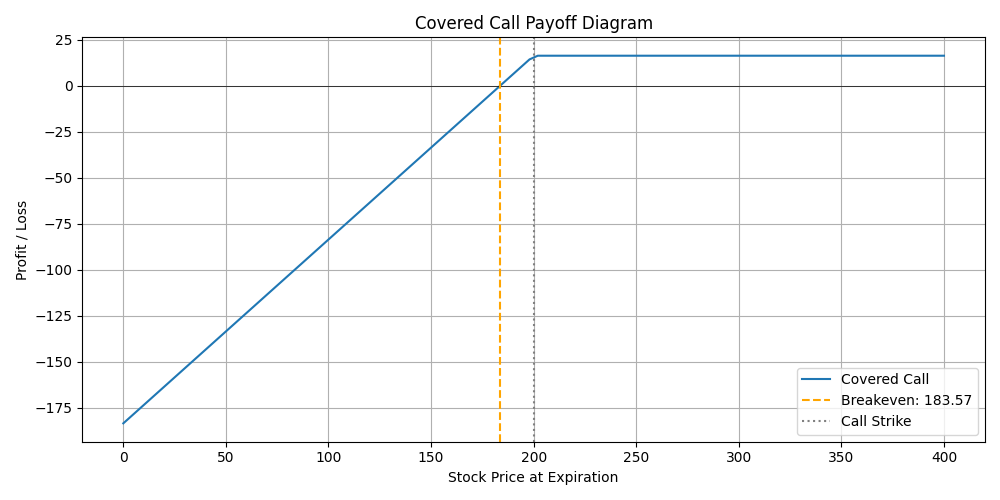 Covered Call Payoff Diagram
25
0
−25
−50
−75
−100
−125
−150
−175
Profit / Loss
0 50 100 150 200 250 300 350 400
Stock Price at Expiration
Covered Call
Breakeven: 183.57
Call Strike